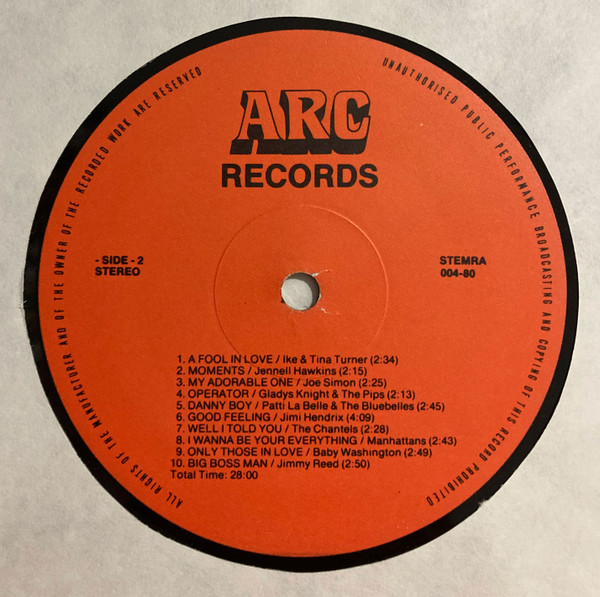 ALL RIGHTS OF THE MANUFACTURER AND OF THE OWNER OF THE RECORDED WORK ARE RESERVED
UNAUTHORISED PUBLIC PERFORMANCE BROADCASTING AND COPYING OF THIS RECORD PROHIBITED
ARC
RECORDS
- SIDE - 2
STEREO
STEMRA
004-80
1. A FOOL IN LOVE / Ike & Tina Turner (2:34)
2. MOMENTS / Jennell Hawkins (2:15)
3. MY ADORABLE ONE / Joe Simon (2:25)
4. OPERATOR / Gladys Knight & The Pips (2:13)
5. DANNY BOY / Patti La Belle & The Bluebelles (2:45)
6. GOOD FEELING / Jimi Hendrix (4:09)
7. WELL I TOLD YOU / The Chantels (2:28)
8. I WANNA BE YOUR EVERYTHING / Manhattans (2:43)
9. ONLY THOSE IN LOVE / Baby Washington (2:49)
10. BIG BOSS MAN / Jimmy Reed (2:50)
Total Time: 28:00